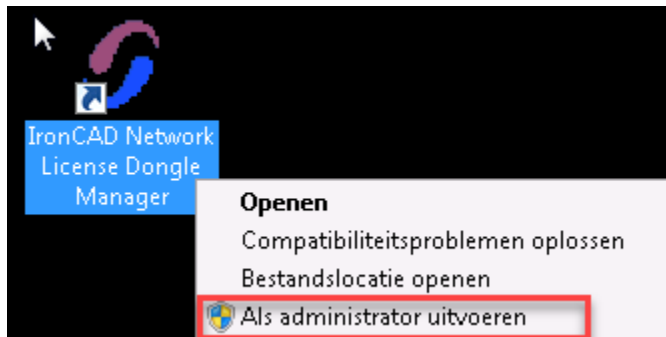 IronCAD Network
License Dongle
Manager
Openen
Compatibiliteitsproblemen oplossen
Bestandslocatie openen
Als administrator uitvoeren